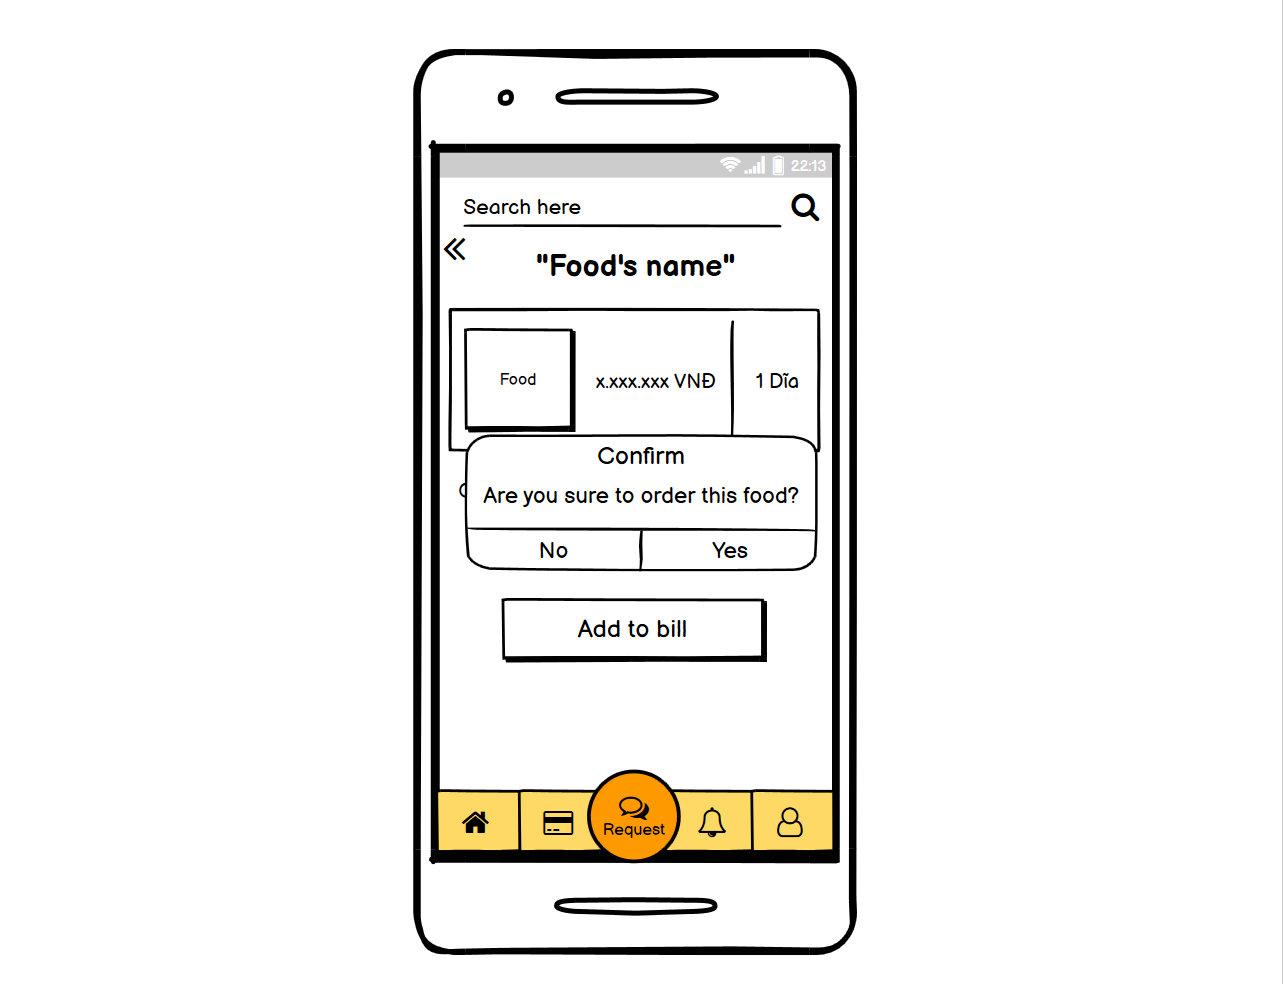 22:13
Search here
"Food's name"
Food
x.xxx.xxx VNĐ
1 Dĩa
Confirm
Are you sure to order this food?
No
Yes
Add to bill
Request